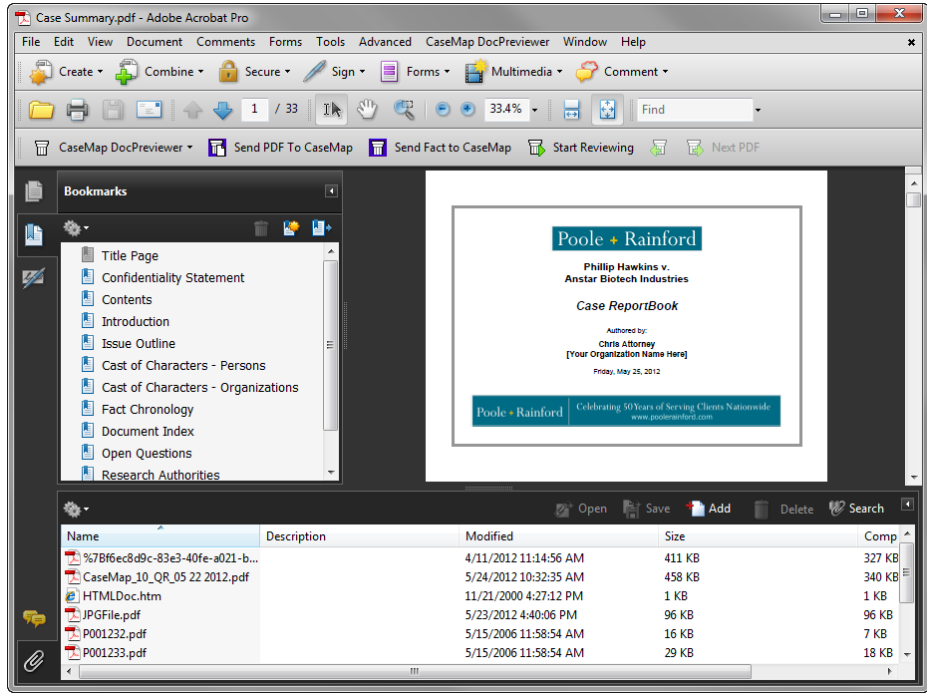 Case Summary.pdf - Adobe Acrobat Pro
File Edit View Document Comments Forms Tools Advanced CaseMap DocPreviewer Window Help
Create Combine Secure Sign Forms Multimedia Comment
1 / 33 33.4% Find
CaseMap DocPreviewer Send PDF To CaseMap Send Fact to CaseMap Start Reviewing Next PDF
Bookmarks
Title Page
Confidentiality Statement
Contents
Introduction
Issue Outline
Cast of Characters - Persons
Cast of Characters - Organizations
Fact Chronology
Document Index
Open Questions
Research Authorities
Poole + Rainford
Phillip Hawkins v.
Anstar Biotech Industries
Case ReportBook
Authored by:
Chris Attorney
[Your Organization Name Here]
Friday, May 25, 2012
Poole + Rainford Celebrating 50 Years of Serving Clients Nationwide
www.poolerainford.com
Open Save Add Delete Search
Name Description Modified Size Comp
%7Bf6ec8d9c-83e3-40fe-a021-b... 4/11/2012 11:14:56 AM 411 KB 327 KB
CaseMap_10_QR_05 22 2012.pdf 5/24/2012 10:32:35 AM 458 KB 340 KB
HTMLDoc.htm 11/21/2000 4:27:12 PM 1 KB 1 KB
JPGFile.pdf 5/23/2012 4:40:06 PM 96 KB 96 KB
P001232.pdf 5/15/2006 11:58:54 AM 16 KB 7 KB
P001233.pdf 5/15/2006 11:58:54 AM 29 KB 18 KB